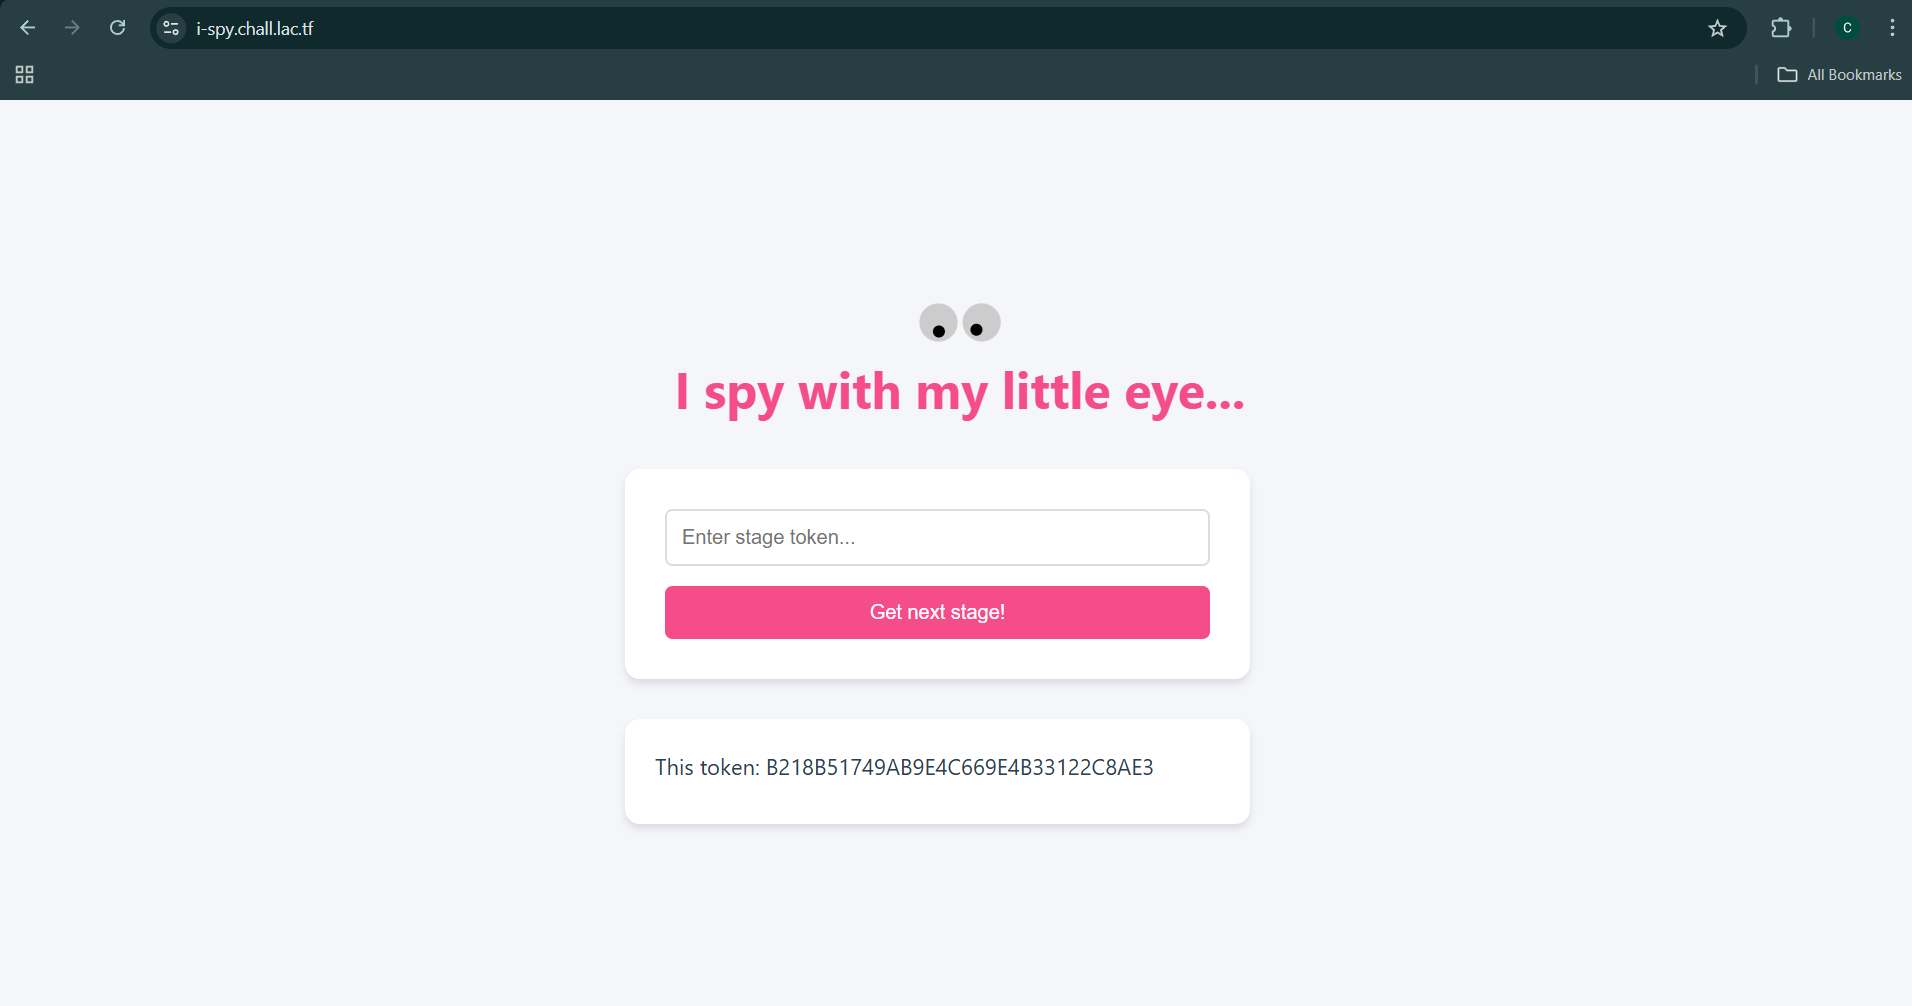 i-spy.chall.lac.tf
C
All Bookmarks
I spy with my little eye...
Enter stage token...
Get next stage!
This token: B218B51749AB9E4C669E4B33122C8AE3